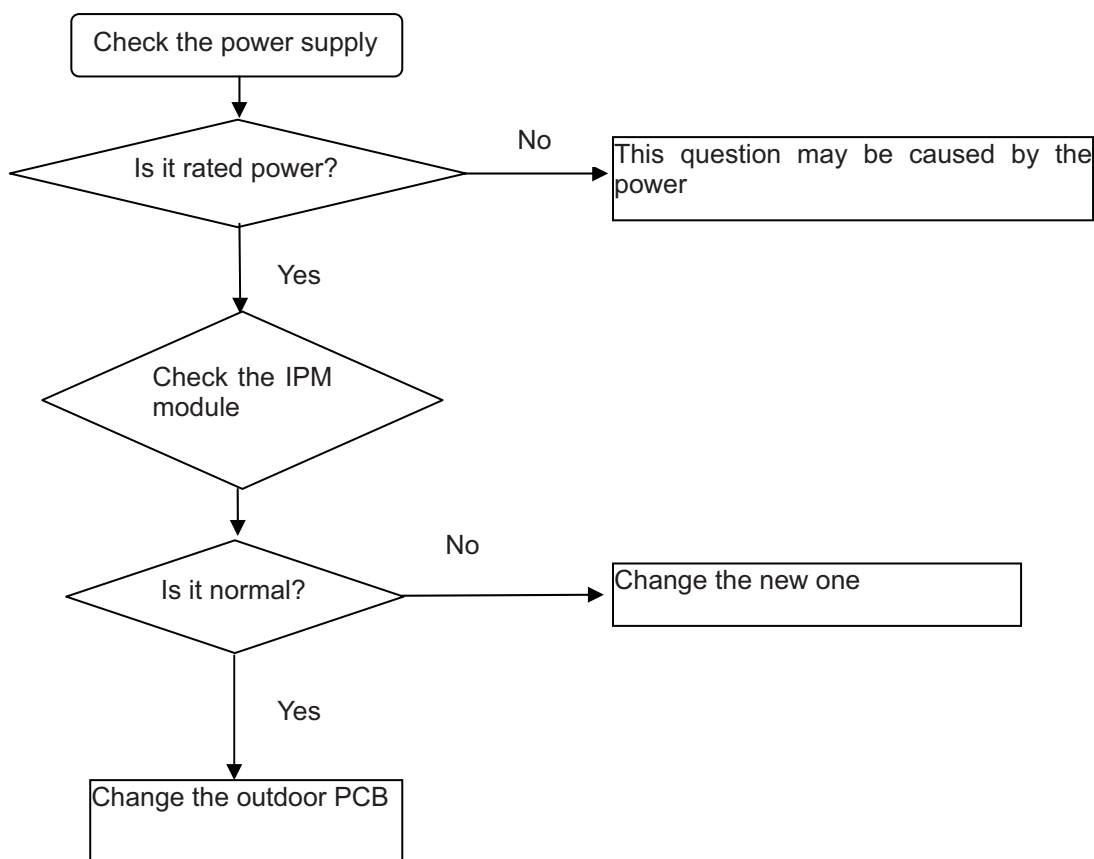 Check the power supply
Is it rated power?
No
This question may be caused by the
power
Yes
Check the IPM
module
Is it normal?
No
Change the new one
Yes
Change the outdoor PCB